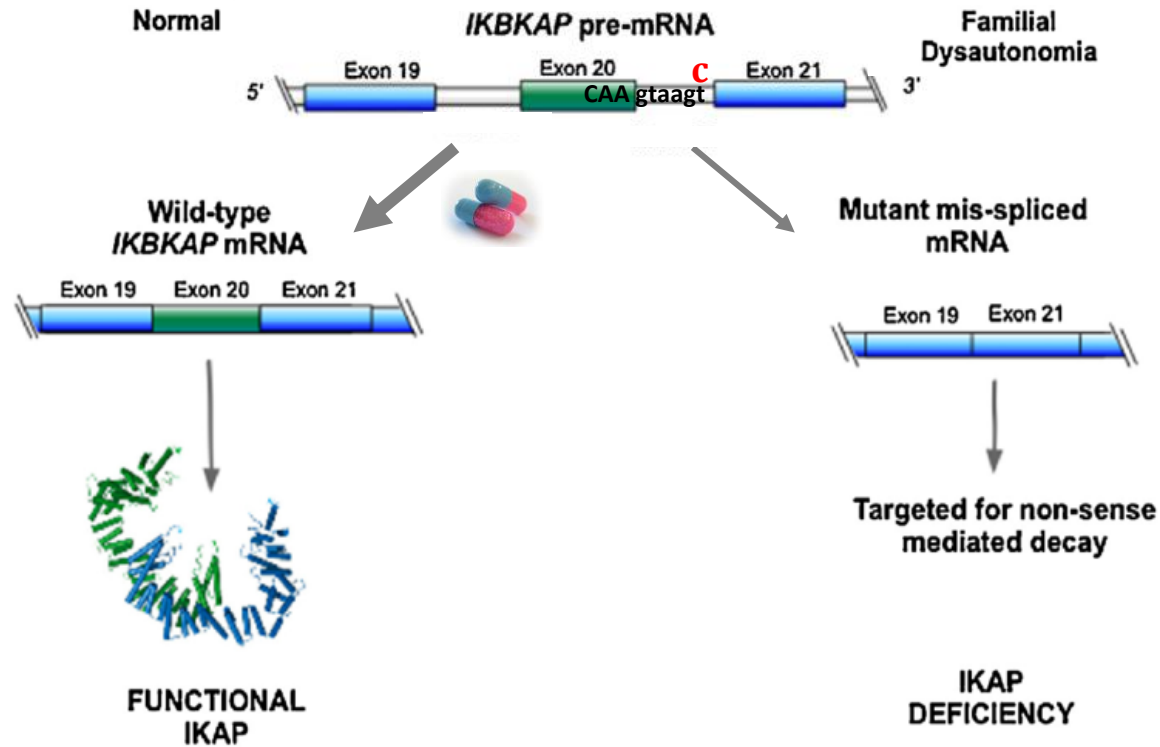 Normal
IKBKAP pre-mRNA
Familial
Dysautonomia
5'
Exon 19
Exon 20
c
Exon 21
3'
CAA gtaagt
Wild-type
IKBKAP mRNA
Exon 19 Exon 20 Exon 21
Mutant mis-spliced
mRNA
Exon 19 Exon 21
Targeted for non-sense
mediated decay
FUNCTIONAL
IKAP
IKAP
DEFICIENCY